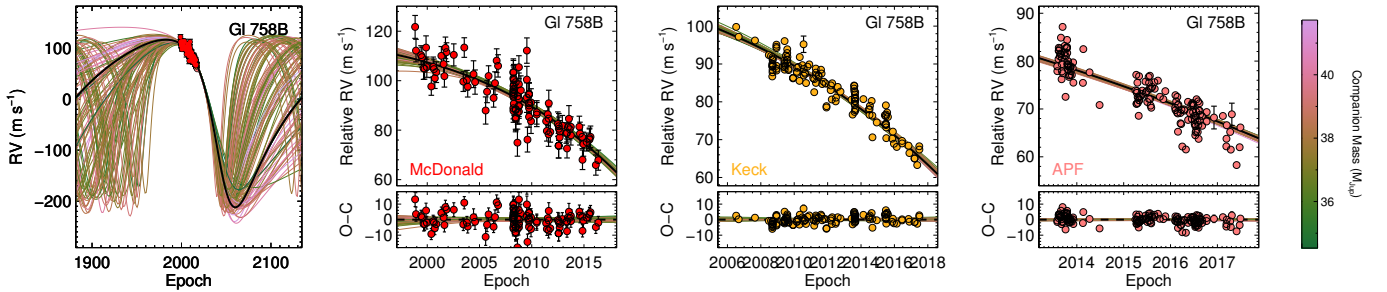 Gl 758B
RV (m s⁻¹)
100
0
−100
−200
1900
2000
2100
Epoch
Gl 758B
Relative RV (m s⁻¹)
120
100
80
60
McDonald
O−C
10
0
−10
2000
2005
2010
2015
Epoch
Gl 758B
Relative RV (m s⁻¹)
100
90
80
70
60
Keck
O−C
10
0
−10
2006 2008 2010 2012 2014 2016 2018
Epoch
Gl 758B
Relative RV (m s⁻¹)
90
80
70
60
APF
O−C
10
0
−10
2014
2015
2016
2017
Epoch
40
38
36
Companion Mass (M_Jup)